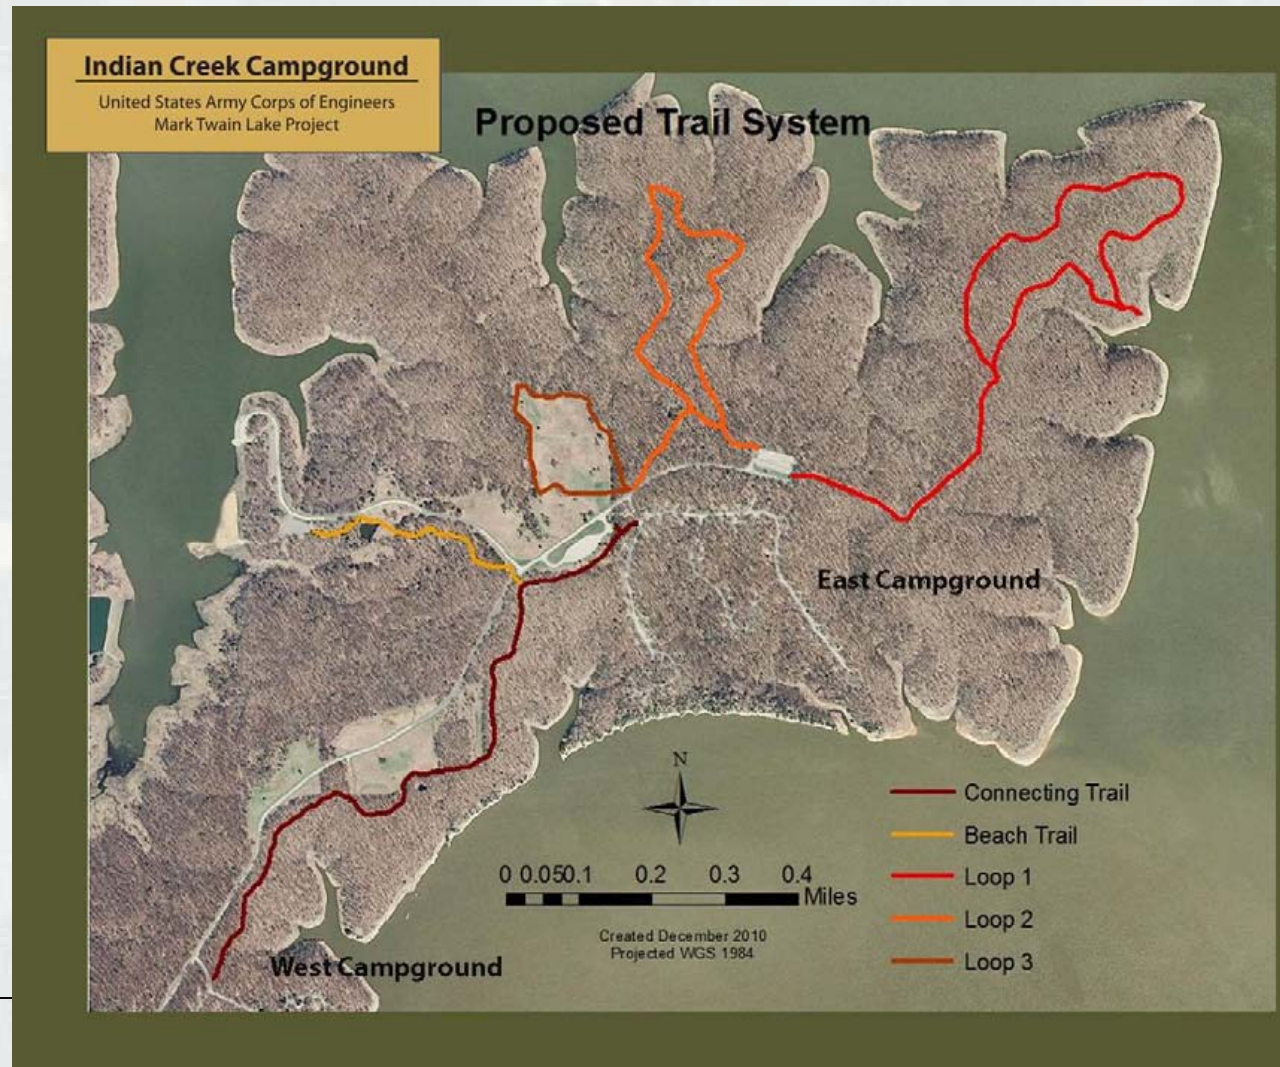 Indian Creek Campground
United States Army Corps of Engineers
Mark Twain Lake Project
Proposed Trail System
East Campground
N
Connecting Trail
Beach Trail
Loop 1
Loop 2
Loop 3
0 0.050.1 0.2 0.3 0.4
Miles
Created December 2010
Projected WGS 1984
West Campground